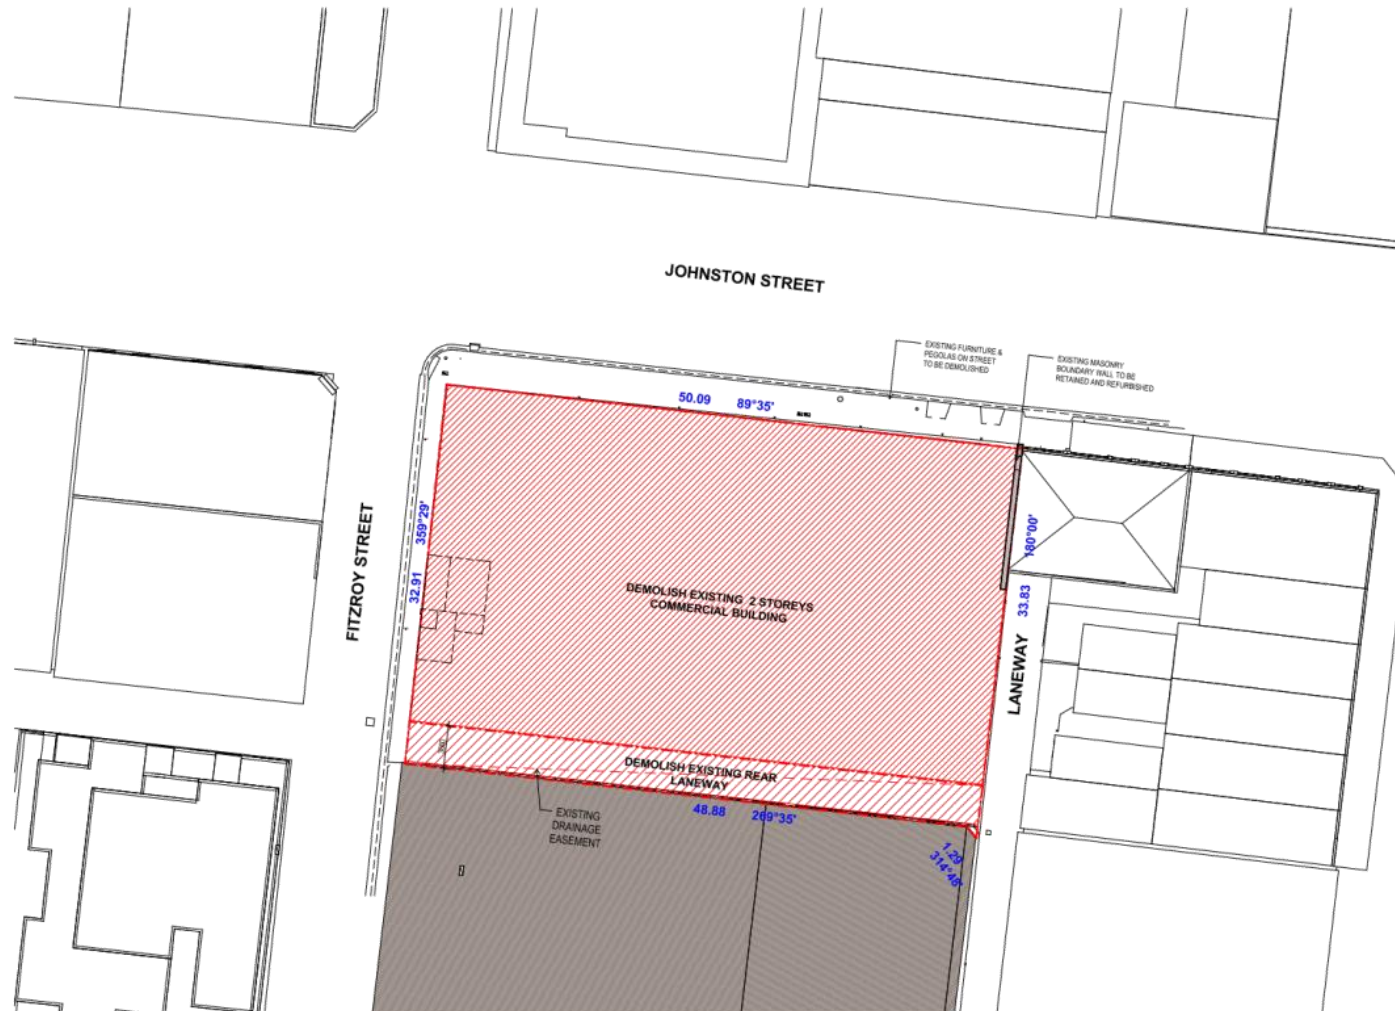 JOHNSTON STREET
EXISTING FURNITURE &
PEGOLAS ON STREET
TO BE DEMOLISHED
EXISTING MASONRY
BOUNDARY WALL TO BE
RETAINED AND REFURBISHED
50.09 89°35'
359°29'
32.91
FITZROY STREET
180°00'
33.83
LANEWAY
DEMOLISH EXISTING 2 STOREYS
COMMERCIAL BUILDING
DEMOLISH EXISTING REAR
LANEWAY
48.88 269°35'
EXISTING
DRAINAGE
EASEMENT
1.29
314°46'